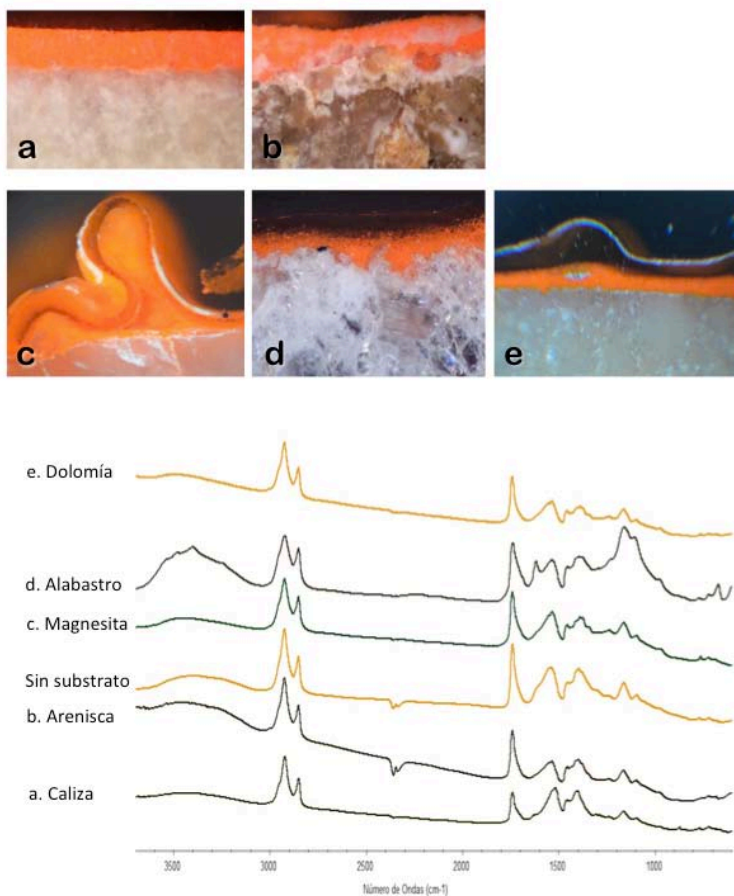 a
b
c
d
e
e. Dolomía
d. Alabastro
c. Magnesita
Sin substrato
b. Arenisca
a. Caliza
3500
3000
2500
2000
1500
1000
Número de Ondas (cm-1)